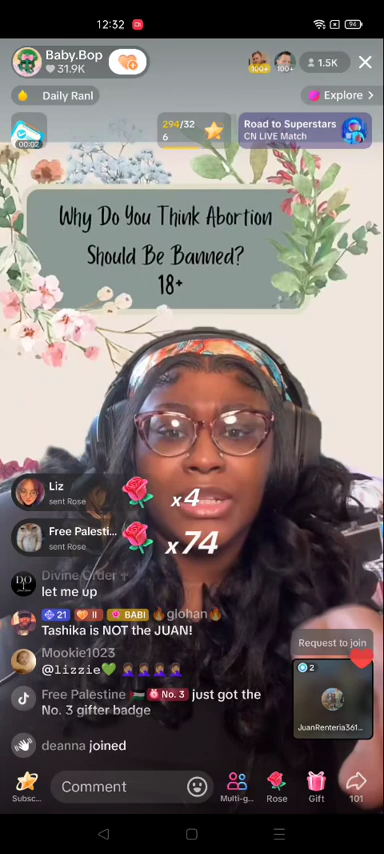 12:32
94
Baby.Bop
31.9K
100+
100+
1.5K
Daily Ranl
Explore >
294/32
6
Road to Superstars
CN LIVE Match
00:02
Why Do You Think Abortion
Should Be Banned?
18+
Liz
sent Rose
x4
Free Palesti...
sent Rose
x74
Divine Order
let me up
21 II BABI glohan
Tashika is NOT the JUAN!
Request to join
Mookie1023
@lizzie
2
Free Palestine No. 3 just got the
No. 3 gifter badge
JuanRenteria361...
deanna joined
Comment
Subsc...
Multi-g...
Rose
Gift
101